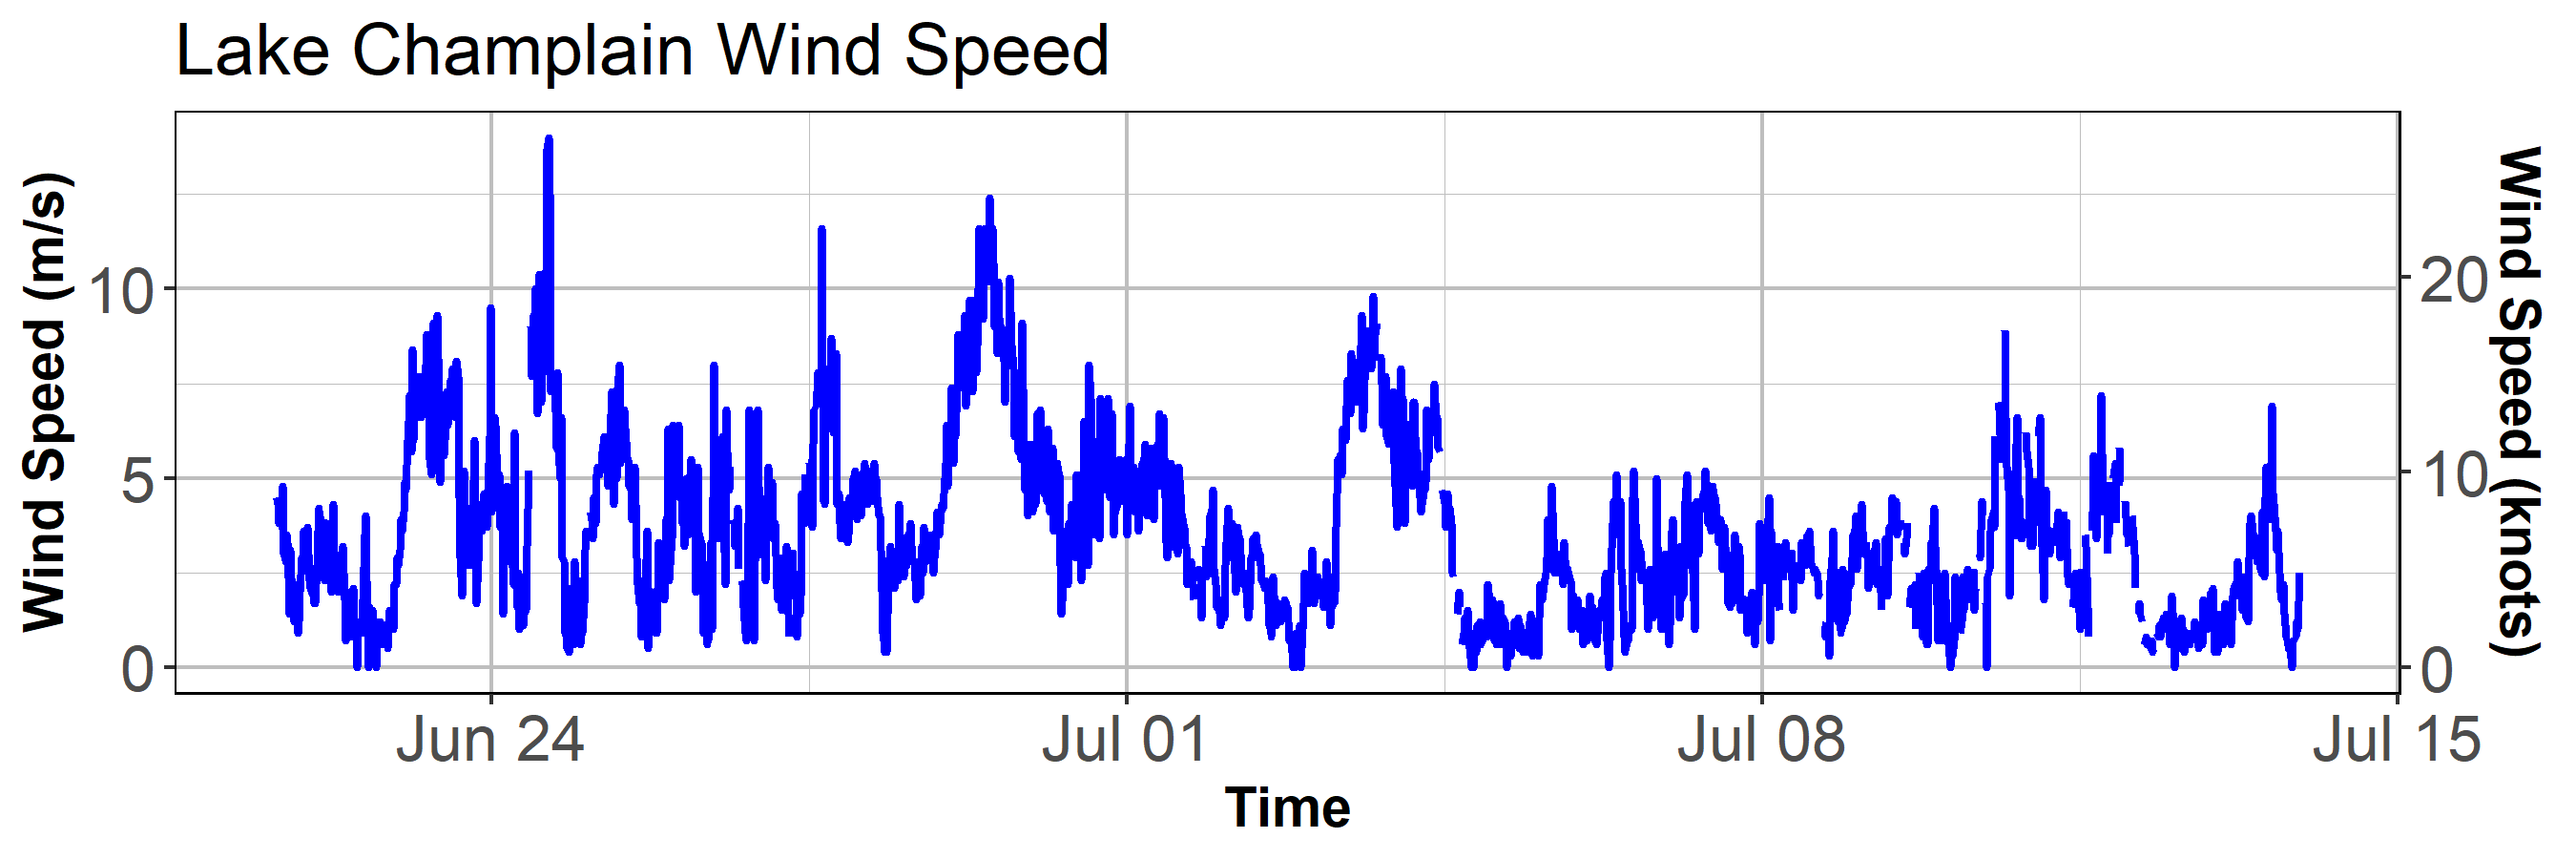 Lake Champlain Wind Speed
Wind Speed (m/s)
10
5
0
Wind Speed (knots)
20
10
0
Jun 24
Jul 01
Jul 08
Jul 15
Time